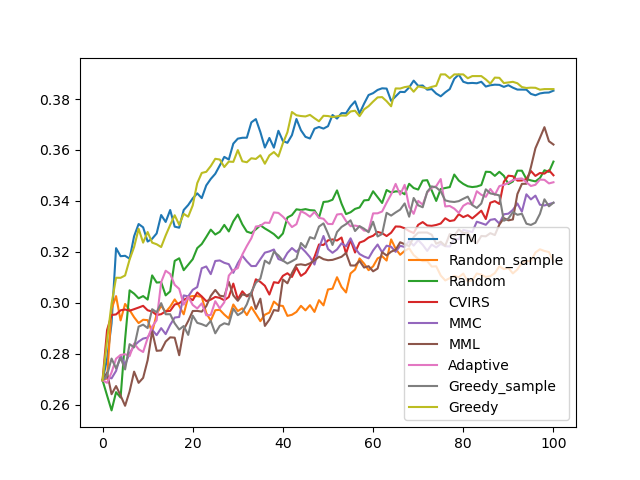 0.38
0.36
0.34
0.32
0.30
0.28
0.26
0
20
40
60
80
100
STM
Random_sample
Random
CVIRS
MMC
MML
Adaptive
Greedy_sample
Greedy